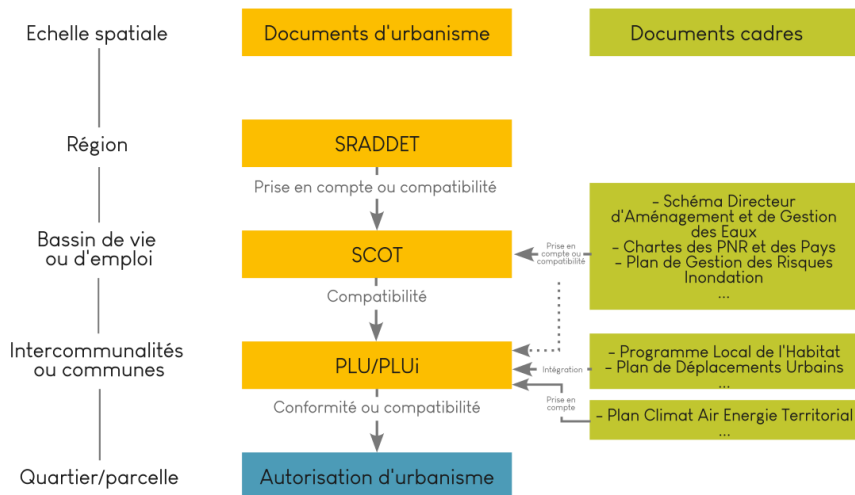 Echelle spatiale
Documents d'urbanisme
Documents cadres
Région
SRADDET
Prise en compte ou compatibilité
Bassin de vie
ou d'emploi
SCOT
Prise en
compte ou
compatibilité
- Schéma Directeur
d'Aménagement et de Gestion
des Eaux
- Chartes des PNR et des Pays
- Plan de Gestion des Risques
Inondation
...
Compatibilité
Intercommunalités
ou communes
PLU/PLUi
Intégration
- Programme Local de l'Habitat
- Plan de Déplacements Urbains
...
Conformité ou compatibilité
Prise en
compte
- Plan Climat Air Energie Territorial
...
Quartier/parcelle
Autorisation d'urbanisme